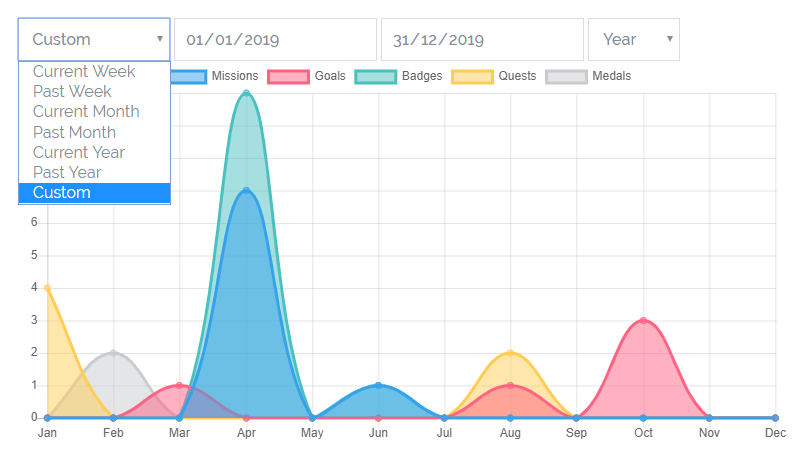 Custom 01/01/2019 31/12/2019 Year
Current Week
Past Week
Current Month
Past Month
Current Year
Past Year
Custom
Missions Goals Badges Quests Medals
6
5
4
3
2
1
0
Jan Feb Mar Apr May Jun Jul Aug Sep Oct Nov Dec